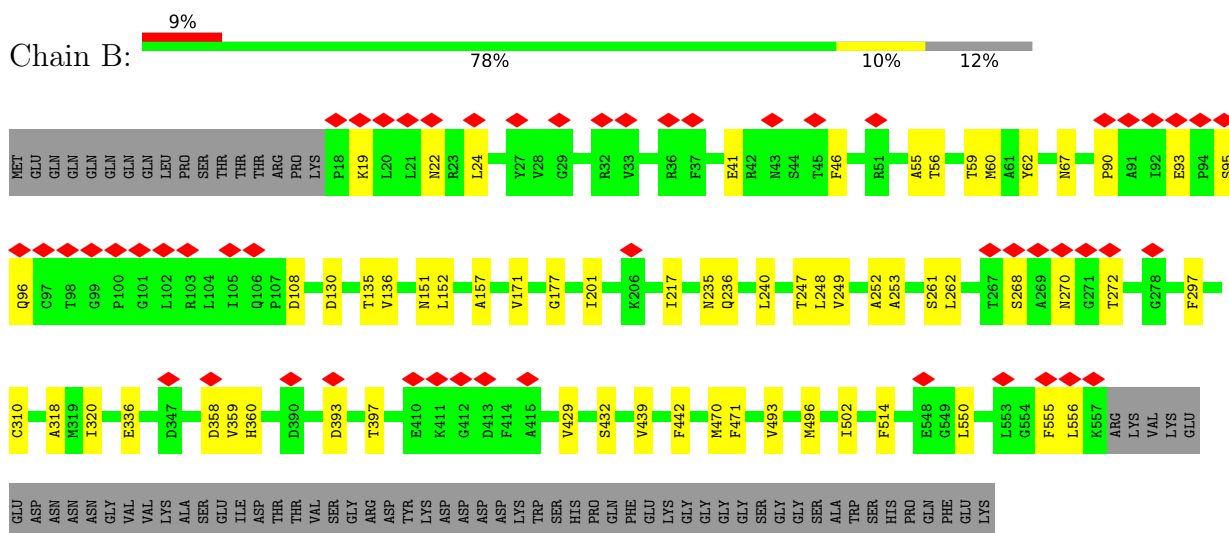 9%
Chain B:
78% 10% 12%
MET GLU GLN GLN GLN GLN GLN GLN LEU PRO SER THR THR THR ARG PRO LYS P18 K19 L20 L21 N22 R23 L24 Y27 V28 G29 R32 V33 R36 F37 E41 R42 N43 S44 T45 F46 R51 A55 T56 T59 M60 A61 Y62 N67 P90 A91 I92 E93 P94 S95
Q96 C97 T98 G99 P100 G101 L102 R103 L104 I105 Q106 P107 D108 D130 T135 V136 N151 L152 A157 V171 G177 I201 K206 I217 N235 Q236 L240 T247 L248 V249 A252 A253 S261 L262 T267 S268 A269 N270 G271 T272 G278 F297
C310 A318 M319 I320 E336 D347 D358 V359 H360 D390 D393 T397 E410 K411 G412 D413 F414 A415 V429 S432 V439 F442 M470 F471 V493 M496 I502 F514 E548 G549 L550 L553 G554 F555 L556 K557 ARG LYS VAL LYS GLU
GLU ASP ASN ASN ASN GLY VAL VAL LYS ALA SER GLU ILE ASP THR THR VAL SER GLY ARG ASP TYR LYS ASP ASP ASP ASP LYS TRP SER HIS PRO GLN PHE GLU LYS GLY GLY GLY GLY SER GLY GLY SER ALA TRP SER HIS PRO GLN PHE GLU LYS